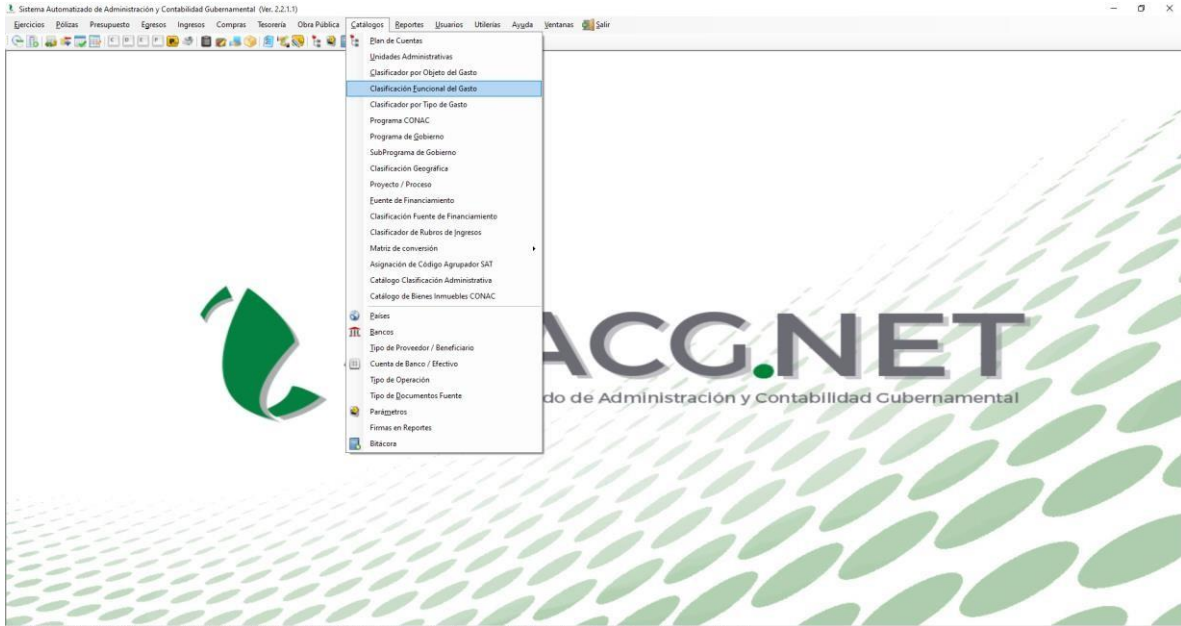 Sistema Automatizado de Administración y Contabilidad Gubernamental (Ver. 2.2.1.1)
Ejercicios Pólizas Presupuesto Egresos Ingresos Compras Tesorería Obra Pública Catálogos Reportes Usuarios Utilerías Ayuda Ventanas Salir
Plan de Cuentas
Unidades Administrativas
Clasificador por Objeto del Gasto
Clasificación Funcional del Gasto
Clasificador por Tipo de Gasto
Programa CONAC
Programa de Gobierno
SubPrograma de Gobierno
Clasificación Geográfica
Proyecto / Proceso
Fuente de Financiamiento
Clasificación Fuente de Financiamiento
Clasificador de Rubros de Ingresos
Matriz de conversión
Asignación de Código Agrupador SAT
Catálogo Clasificación Administrativa
Catálogo de Bienes Inmuebles CONAC
Países
Bancos
Tipo de Proveedor / Beneficiario
Cuenta de Banco / Efectivo
Tipo de Operación
Tipo de Documentos Fuente
Parámetros
Firmas en Reportes
Bitácora
ACG.NET
do de Administración y Contabilidad Gubernamental